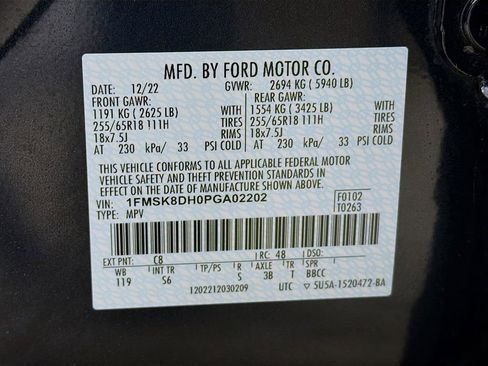 MFD. BY FORD MOTOR CO.
12/22 GVWR: 2694 KG ( 5940 LB)
FRONT GAWR: REAR GAWR:
1191 KG ( 2625 LB) WITH 1554 KG ( 3425 LB) WITH
255/65R18 111H TIRES 255/65R18 111H TIRES
18x7.5J RIMS 18x7.5J RIMS
AT 230 kPa/ 33 PSI COLD AT 230 kPa/ 33 PSI COLD
THIS VEHICLE CONFORMS TO ALL APPLICABLE FEDERAL MOTOR
VEHICLE SAFETY AND THEFT PREVENTION STANDARDS IN
EFFECT ON THE DATE OF MANUFACTURE SHOWN ABOVE.
VIN: 1FMSK8DH0PGA02202 F0102
TYPE: MPV T0263
EXT PNT: C8 RC: 48 DSO:
WB INT TR TP/PS R AXLE TR SPR
119 S6 S 3B T BBCC
1202212030209 UTC 5U5A-1520472-BA